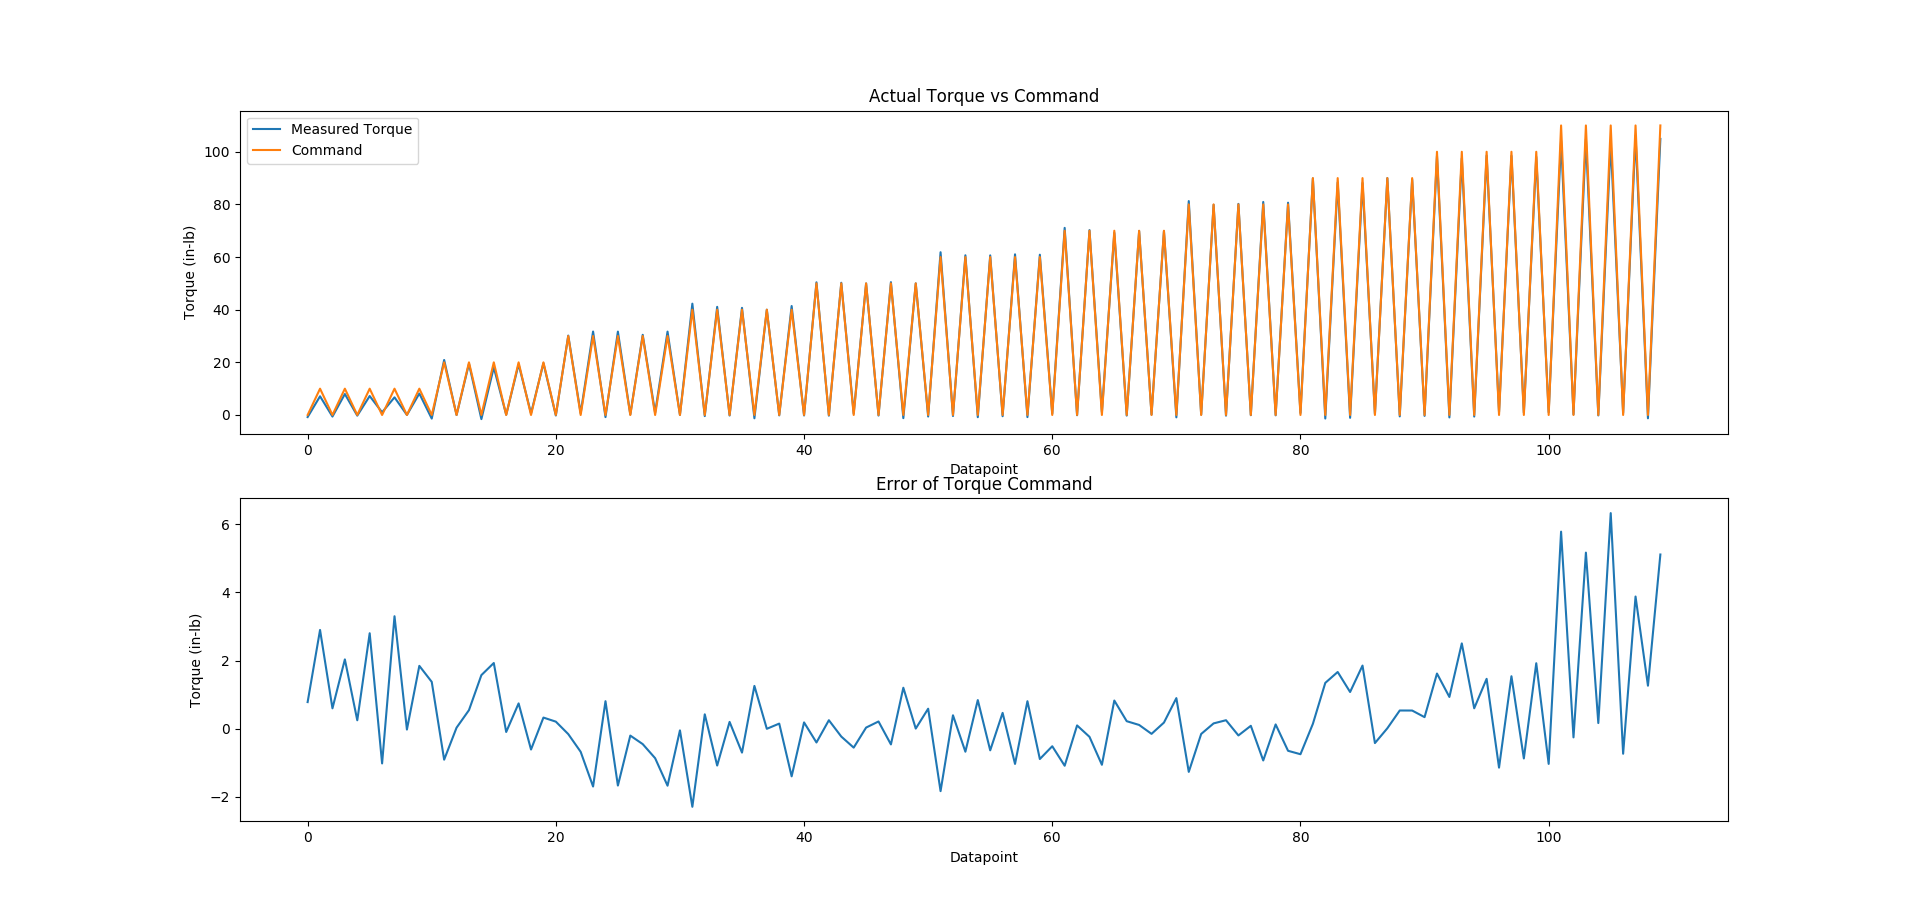 Actual Torque vs Command
Measured Torque
Command
100
80
60
40
20
0
Torque (in-lb)
0 20 40 60 80 100
Datapoint
Error of Torque Command
6
4
2
0
−2
Torque (in-lb)
0 20 40 60 80 100
Datapoint